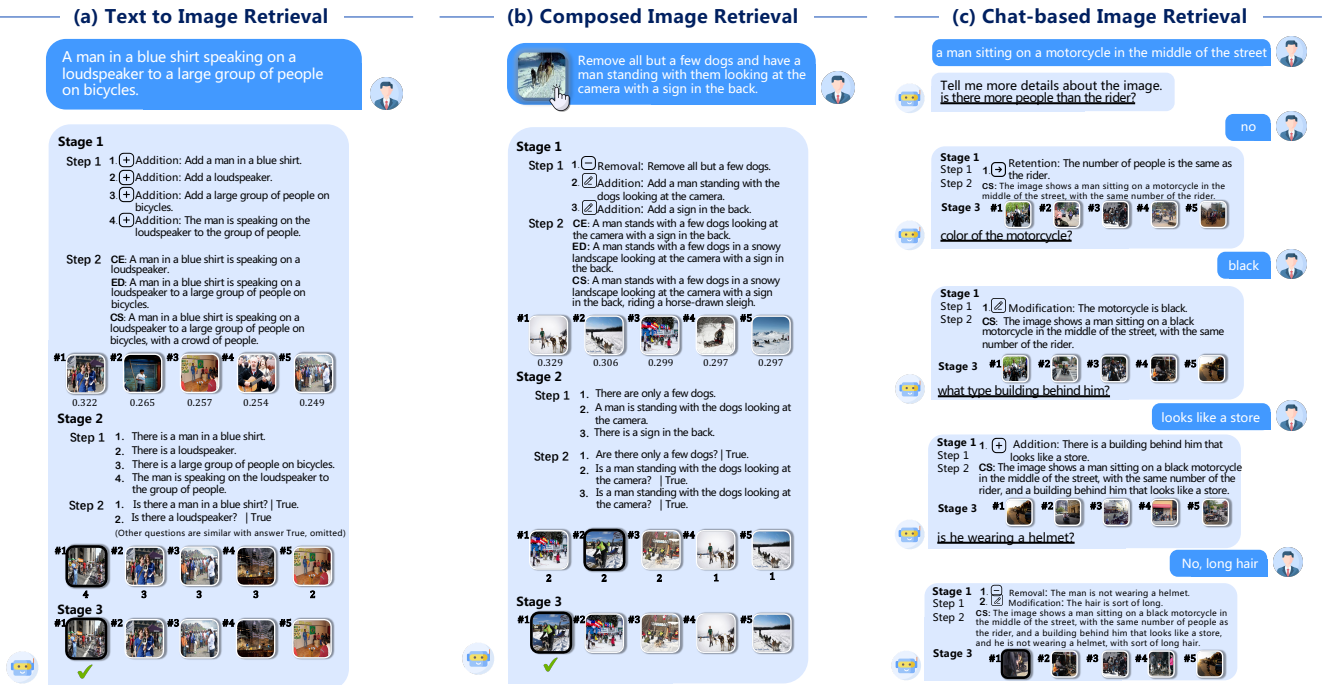 (a) Text to Image Retrieval
A man in a blue shirt speaking on a
loudspeaker to a large group of people
on bicycles.
Stage 1
Step 1
1. + Addition: Add a man in a blue shirt.
2. + Addition: Add a loudspeaker.
3. + Addition: Add a large group of people on
bicycles.
4. + Addition: The man is speaking on the
loudspeaker to the group of people.
Step 2
CE: A man in a blue shirt is speaking on a
loudspeaker.
ED: A man in a blue shirt is speaking on a
loudspeaker to a large group of people on
bicycles.
CS: A man in a blue shirt is speaking on a
loudspeaker to a large group of people on
bicycles, with a crowd of people.
#1 #2 #3 #4 #5
0.322 0.265 0.257 0.254 0.249
Stage 2
Step 1
1. There is a man in a blue shirt.
2. There is a loudspeaker.
3. There is a large group of people on bicycles.
4. The man is speaking on the loudspeaker to
the group of people.
Step 2
1. Is there a man in a blue shirt? | True.
2. Is there a loudspeaker? | True
(Other questions are similar with answer True, omitted)
#1 #2 #3 #4 #5
4 3 3 3 2
Stage 3
#1 #2 #3 #4 #5
(b) Composed Image Retrieval
Remove all but a few dogs and have a
man standing with them looking at the
camera with a sign in the back.
Stage 1
Step 1
1. − Removal: Remove all but a few dogs.
2. Addition: Add a man standing with the
dogs looking at the camera.
3. Addition: Add a sign in the back.
Step 2
CE: A man stands with a few dogs looking at
the camera with a sign in the back.
ED: A man stands with a few dogs in a snowy
landscape looking at the camera with a sign in
the back.
CS: A man stands with a few dogs in a snowy
landscape looking at the camera with a sign
in the back, riding a horse-drawn sleigh.
#1 #2 #3 #4 #5
0.329 0.306 0.299 0.297 0.297
Stage 2
Step 1
1. There are only a few dogs.
2. A man is standing with the dogs looking at
the camera.
3. There is a sign in the back.
Step 2
1. Are there only a few dogs? | True.
2. Is a man standing with the dogs looking at
the camera? | True.
3. Is a man standing with the dogs looking at
the camera? | True.
#1 #2 #3 #4 #5
2 2 2 1 1
Stage 3
#1 #2 #3 #4 #5
(c) Chat-based Image Retrieval
a man sitting on a motorcycle in the middle of the street
Tell me more details about the image.
is there more people than the rider?
no
Stage 1
Step 1
1. → Retention: The number of people is the same as
the rider.
Step 2
CS: The image shows a man sitting on a motorcycle in the
middle of the street, with the same number of the rider.
Stage 3 #1 #2 #3 #4 #5
color of the motorcycle?
black
Stage 1
Step 1
1. Modification: The motorcycle is black.
Step 2
CS: The image shows a man sitting on a black
motorcycle in the middle of the street, with the same
number of the rider.
Stage 3 #1 #2 #3 #4 #5
what type building behind him?
looks like a store
Stage 1
Step 1
1. + Addition: There is a building behind him that
looks like a store.
Step 2
CS: The image shows a man sitting on a black motorcycle
in the middle of the street, with the same number of the
rider, and a building behind him that looks like a store.
Stage 3 #1 #2 #3 #4 #5
is he wearing a helmet?
No, long hair
Stage 1
Step 1
1. − Removal: The man is not wearing a helmet.
2. Modification: The hair is sort of long.
Step 2
CS: The image shows a man sitting on a black motorcycle in
the middle of the street, with the same number of people as
the rider, and a building behind him that looks like a store,
and he is not wearing a helmet, with sort of long hair.
Stage 3 #1 #2 #3 #4 #5